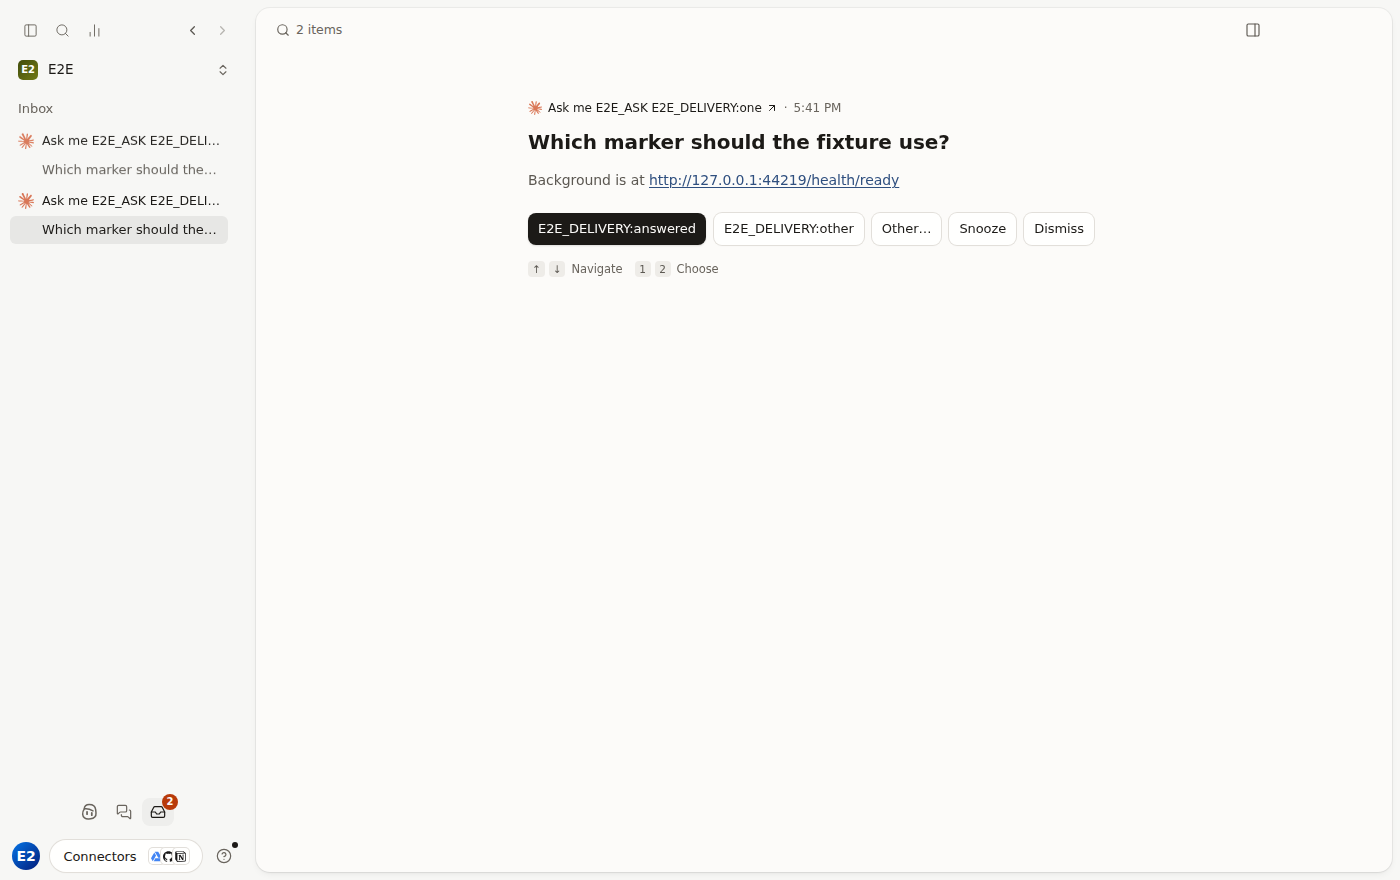 2 items
E2 E2E
Inbox
Ask me E2E_ASK E2E_DELI...
Which marker should the...
Ask me E2E_ASK E2E_DELI...
Which marker should the...
Ask me E2E_ASK E2E_DELIVERY:one ↗ · 5:41 PM
Which marker should the fixture use?
Background is at http://127.0.0.1:44219/health/ready
E2E_DELIVERY:answered E2E_DELIVERY:other Other... Snooze Dismiss
↑ ↓ Navigate 1 2 Choose
2
E2 Connectors